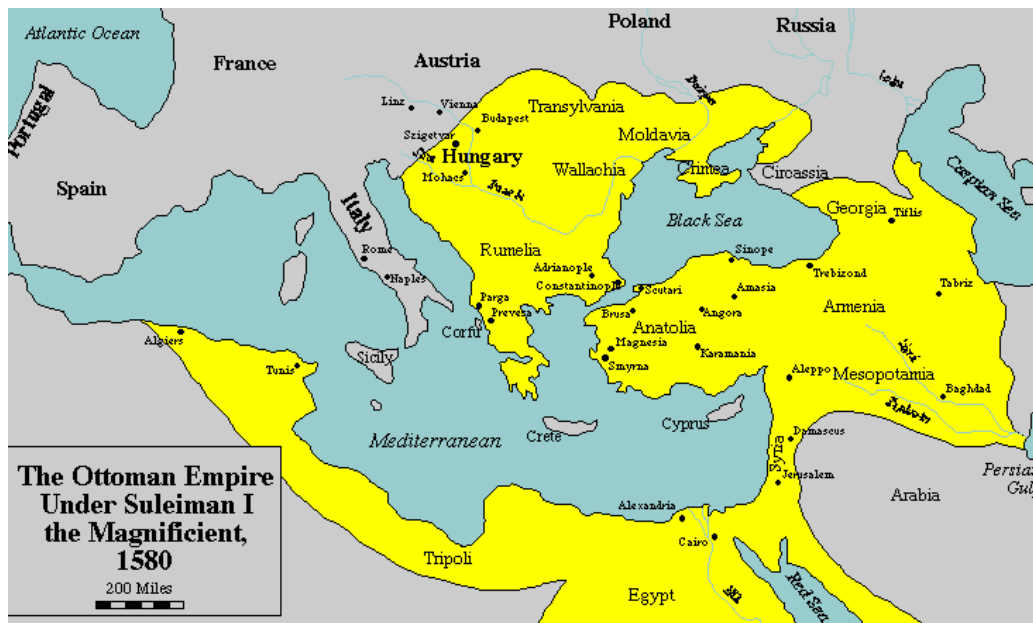 Atlantic Ocean
Poland
Russia
France
Austria
Portugal
Linz
Vienna
Transylvania
Budapest
Szigetvar
Moldavia
Hungary
Mohacs
Wallachia
Crimea
Circassia
Caspian Sea
Spain
Italy
Georgia
Tiflis
Black Sea
Rome
Rumelia
Sinope
Naples
Adrianople
Constantinople
Scutari
Trebizond
Amasia
Tabriz
Parga
Prevesa
Brusa
Anatolia
Angora
Armenia
Corfu
Algiers
Sicily
Magnesia
Karamania
Tunis
Smyrna
Aleppo
Mesopotamia
Baghdad
Mediterranean
Crete
Cyprus
Damascus
Syria
Jerusalem
Persian
Gulf
Arabia
The Ottoman Empire
Under Suleiman I
the Magnificient,
1580
200 Miles
Alexandria
Cairo
Tripoli
Egypt
Red Sea